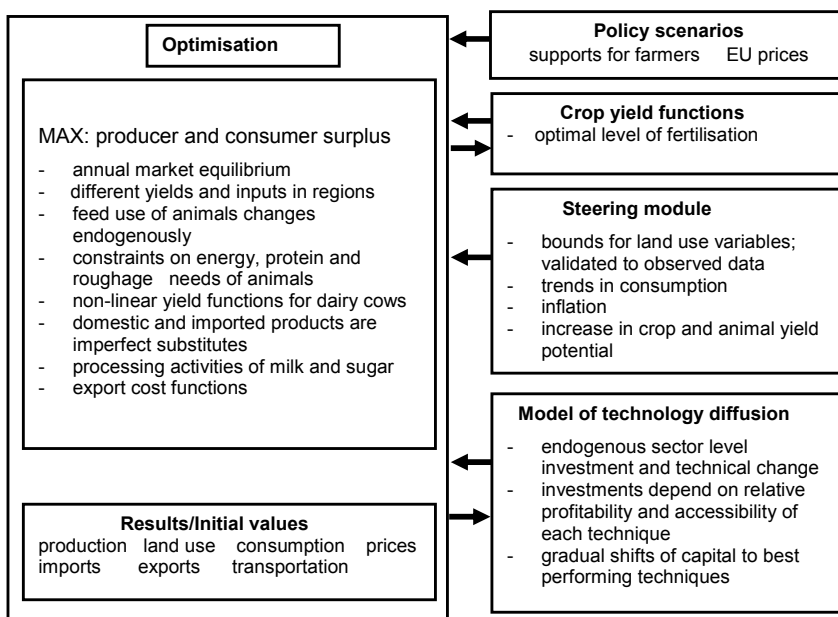 Optimisation
MAX: producer and consumer surplus
- annual market equilibrium
- different yields and inputs in regions
- feed use of animals changes
endogenously
- constraints on energy, protein and
roughage needs of animals
- non-linear yield functions for dairy cows
- domestic and imported products are
imperfect substitutes
- processing activities of milk and sugar
- export cost functions
Results/Initial values
production land use consumption prices
imports exports transportation
Policy scenarios
supports for farmers EU prices
Crop yield functions
- optimal level of fertilisation
Steering module
- bounds for land use variables;
validated to observed data
- trends in consumption
- inflation
- increase in crop and animal yield
potential
Model of technology diffusion
- endogenous sector level
investment and technical change
- investments depend on relative
profitability and accessibility of
each technique
- gradual shifts of capital to best
performing techniques